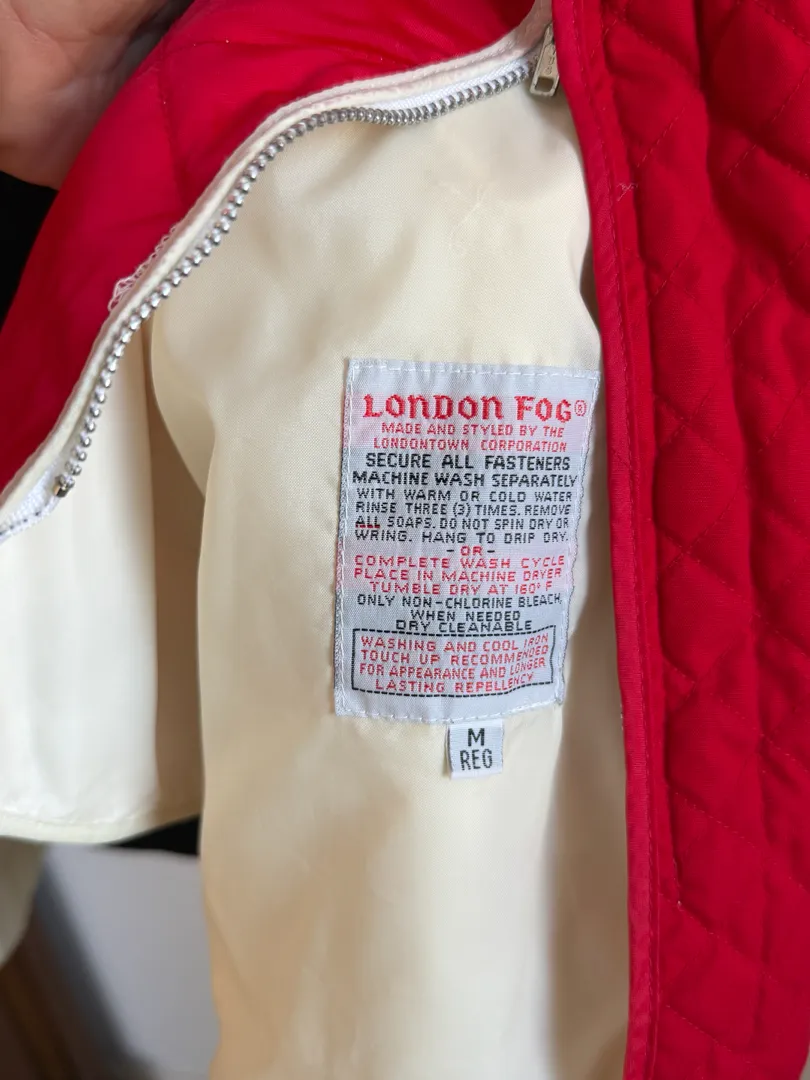 LONDON FOG®
MADE AND STYLED BY THE
LONDONTOWN CORPORATION
SECURE ALL FASTENERS
MACHINE WASH SEPARATELY
WITH WARM OR COLD WATER
RINSE THREE (3) TIMES. REMOVE
ALL SOAPS. DO NOT SPIN DRY OR
WRING. HANG TO DRIP DRY.
- OR -
COMPLETE WASH CYCLE
PLACE IN MACHINE DRYER
TUMBLE DRY AT 160° F
ONLY NON-CHLORINE BLEACH
WHEN NEEDED
DRY CLEANABLE
WASHING AND COOL IRON
TOUCH UP RECOMMENDED
FOR APPEARANCE AND LONGER
LASTING REPELLENCY
M
REG